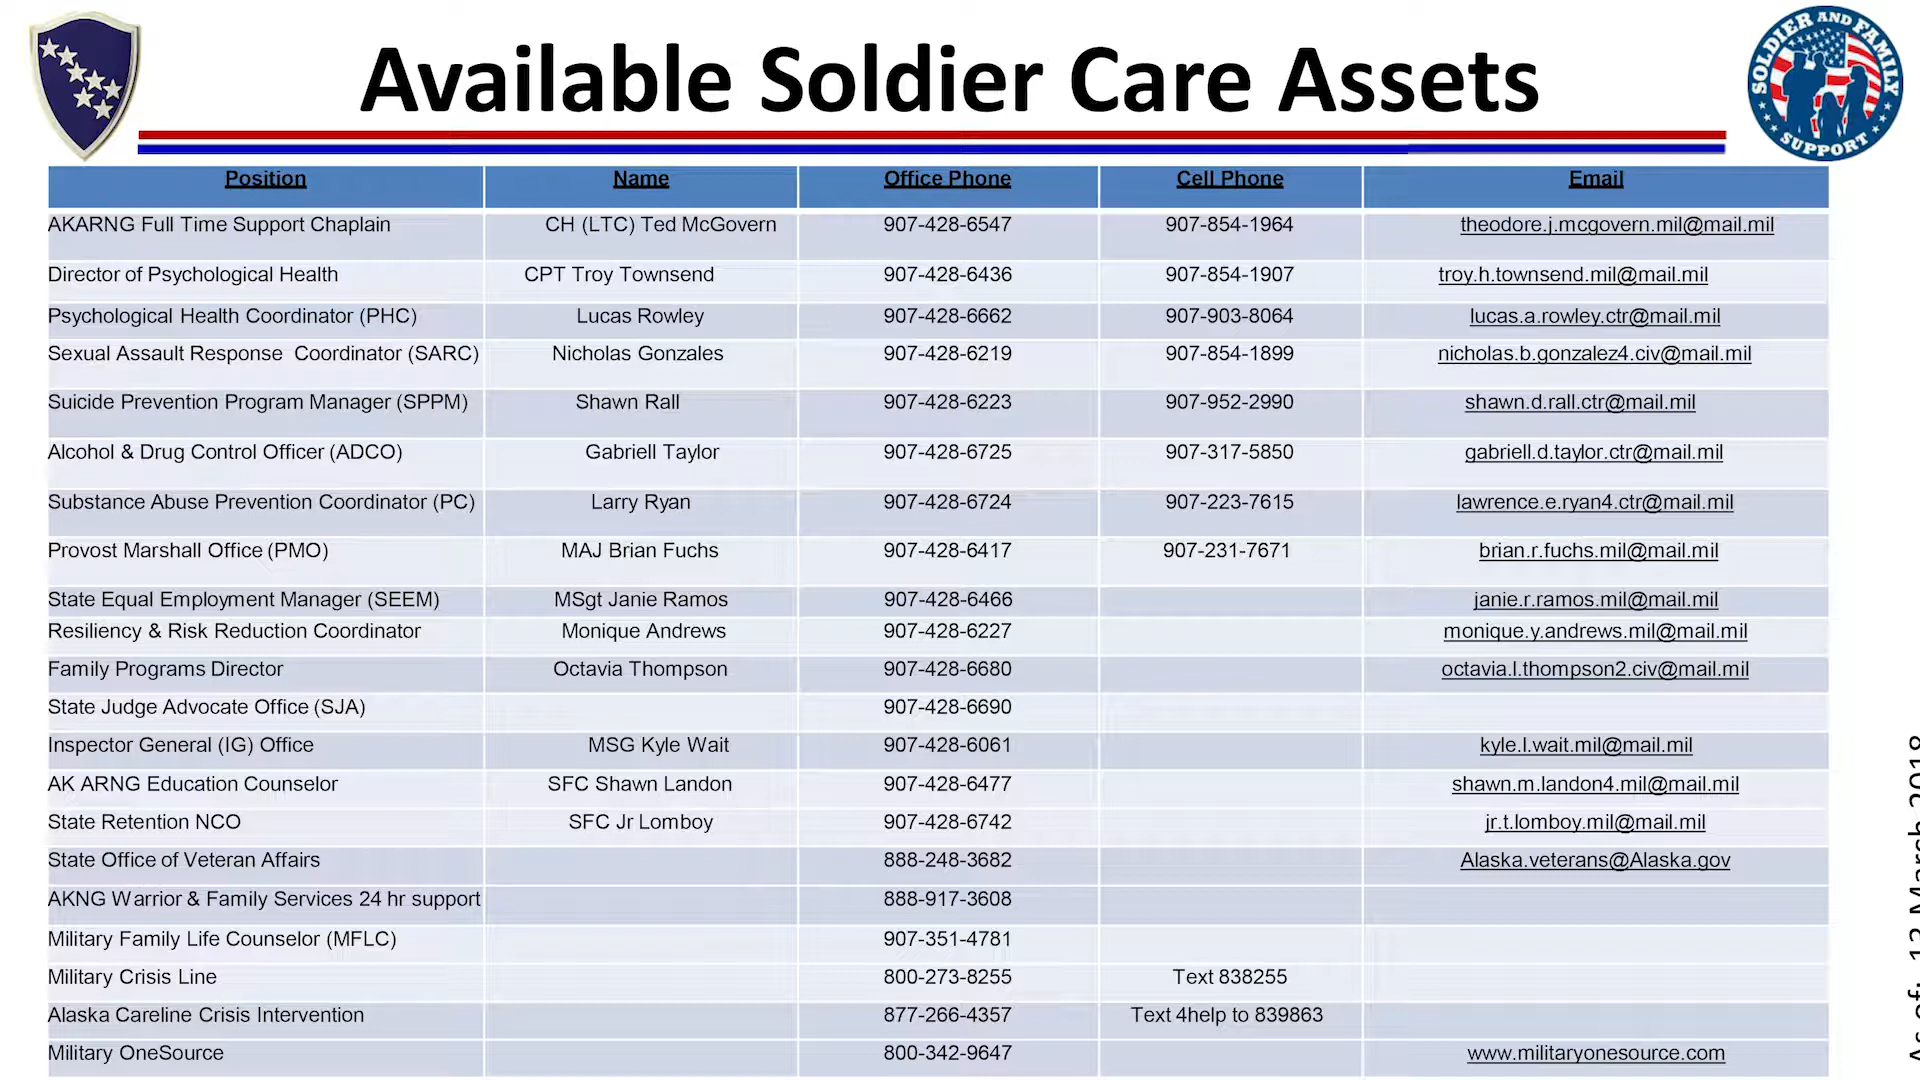 Available Soldier Care Assets
SOLDIER AND FAMILY
SUPPORT
Position Name Office Phone Cell Phone Email
AKARNG Full Time Support Chaplain CH (LTC) Ted McGovern 907-428-6547 907-854-1964 theodore.j.mcgovern.mil@mail.mil
Director of Psychological Health CPT Troy Townsend 907-428-6436 907-854-1907 troy.h.townsend.mil@mail.mil
Psychological Health Coordinator (PHC) Lucas Rowley 907-428-6662 907-903-8064 lucas.a.rowley.ctr@mail.mil
Sexual Assault Response Coordinator (SARC) Nicholas Gonzales 907-428-6219 907-854-1899 nicholas.b.gonzalez4.civ@mail.mil
Suicide Prevention Program Manager (SPPM) Shawn Rall 907-428-6223 907-952-2990 shawn.d.rall.ctr@mail.mil
Alcohol & Drug Control Officer (ADCO) Gabriell Taylor 907-428-6725 907-317-5850 gabriell.d.taylor.ctr@mail.mil
Substance Abuse Prevention Coordinator (PC) Larry Ryan 907-428-6724 907-223-7615 lawrence.e.ryan4.ctr@mail.mil
Provost Marshall Office (PMO) MAJ Brian Fuchs 907-428-6417 907-231-7671 brian.r.fuchs.mil@mail.mil
State Equal Employment Manager (SEEM) MSgt Janie Ramos 907-428-6466 janie.r.ramos.mil@mail.mil
Resiliency & Risk Reduction Coordinator Monique Andrews 907-428-6227 monique.y.andrews.mil@mail.mil
Family Programs Director Octavia Thompson 907-428-6680 octavia.l.thompson2.civ@mail.mil
State Judge Advocate Office (SJA) 907-428-6690
Inspector General (IG) Office MSG Kyle Wait 907-428-6061 kyle.l.wait.mil@mail.mil
AK ARNG Education Counselor SFC Shawn Landon 907-428-6477 shawn.m.landon4.mil@mail.mil
State Retention NCO SFC Jr Lomboy 907-428-6742 jr.t.lomboy.mil@mail.mil
State Office of Veteran Affairs 888-248-3682 Alaska.veterans@Alaska.gov
AKNG Warrior & Family Services 24 hr support 888-917-3608
Military Family Life Counselor (MFLC) 907-351-4781
Military Crisis Line 800-273-8255 Text 838255
Alaska Careline Crisis Intervention 877-266-4357 Text 4help to 839863
Military OneSource 800-342-9647 www.militaryonesource.com
As of: 13 March 2018